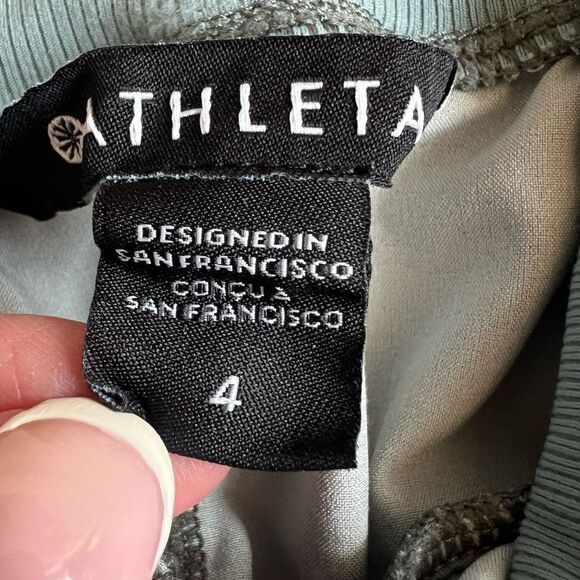 ATHLETA
DESIGNED IN
SAN FRANCISCO
CONÇU À
SAN FRANCISCO
4